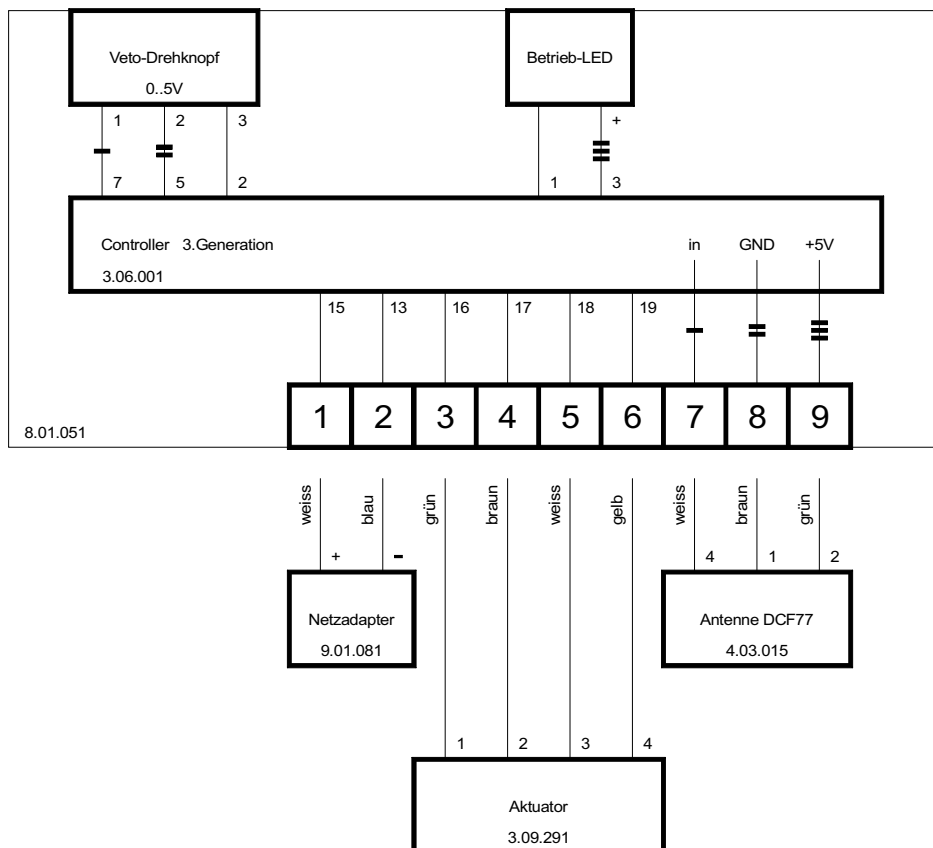 Veto-Drehknopf
0..5V
Betrieb-LED
1 2 3 +
7 5 2 1 3
Controller 3.Generation
3.06.001
in GND +5V
15 13 16 17 18 19
1 2 3 4 5 6 7 8 9
8.01.051
weiss blau grün braun weiss gelb weiss braun grün
+ - 4 1 2
Netzadapter
9.01.081
Antenne DCF77
4.03.015
1 2 3 4
Aktuator
3.09.291